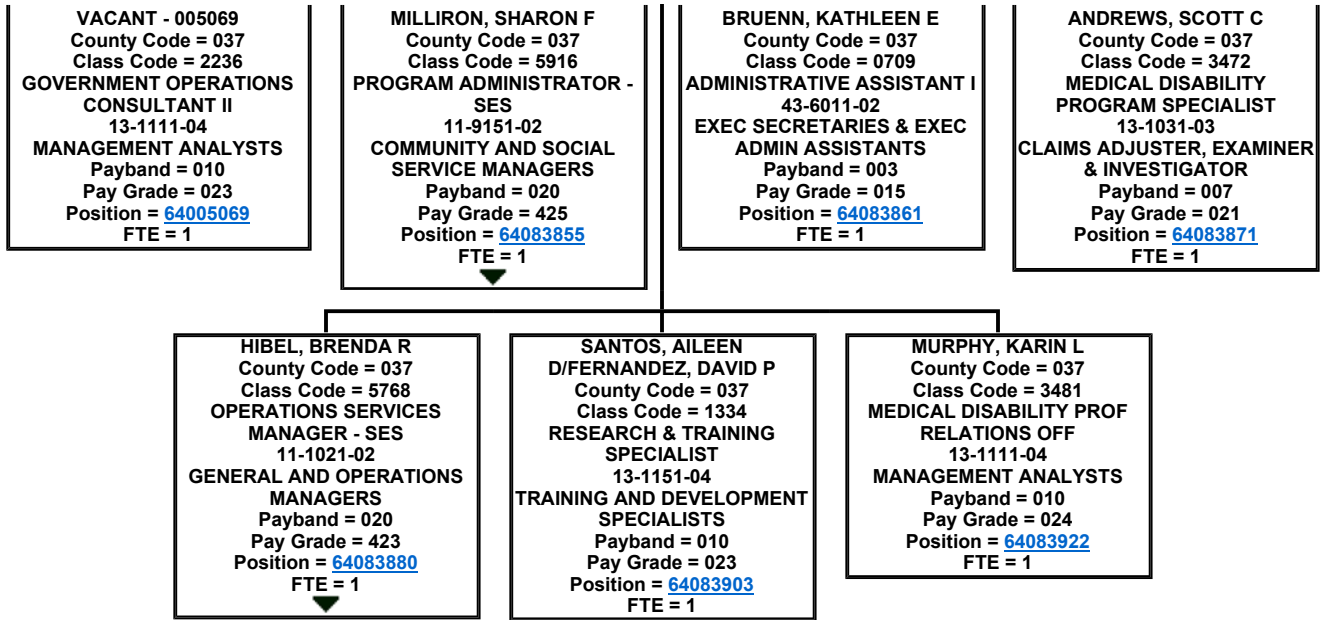 VACANT - 005069
County Code = 037
Class Code = 2236
GOVERNMENT OPERATIONS
CONSULTANT II
13-1111-04
MANAGEMENT ANALYSTS
Payband = 010
Pay Grade = 023
Position = 64005069
FTE = 1
MILLIRON, SHARON F
County Code = 037
Class Code = 5916
PROGRAM ADMINISTRATOR -
SES
11-9151-02
COMMUNITY AND SOCIAL
SERVICE MANAGERS
Payband = 020
Pay Grade = 425
Position = 64083855
FTE = 1
BRUENN, KATHLEEN E
County Code = 037
Class Code = 0709
ADMINISTRATIVE ASSISTANT I
43-6011-02
EXEC SECRETARIES & EXEC
ADMIN ASSISTANTS
Payband = 003
Pay Grade = 015
Position = 64083861
FTE = 1
ANDREWS, SCOTT C
County Code = 037
Class Code = 3472
MEDICAL DISABILITY
PROGRAM SPECIALIST
13-1031-03
CLAIMS ADJUSTER, EXAMINER
& INVESTIGATOR
Payband = 007
Pay Grade = 021
Position = 64083871
FTE = 1
HIBEL, BRENDA R
County Code = 037
Class Code = 5768
OPERATIONS SERVICES
MANAGER - SES
11-1021-02
GENERAL AND OPERATIONS
MANAGERS
Payband = 020
Pay Grade = 423
Position = 64083880
FTE = 1
SANTOS, AILEEN
D/FERNANDEZ, DAVID P
County Code = 037
Class Code = 1334
RESEARCH & TRAINING
SPECIALIST
13-1151-04
TRAINING AND DEVELOPMENT
SPECIALISTS
Payband = 010
Pay Grade = 023
Position = 64083903
FTE = 1
MURPHY, KARIN L
County Code = 037
Class Code = 3481
MEDICAL DISABILITY PROF
RELATIONS OFF
13-1111-04
MANAGEMENT ANALYSTS
Payband = 010
Pay Grade = 024
Position = 64083922
FTE = 1